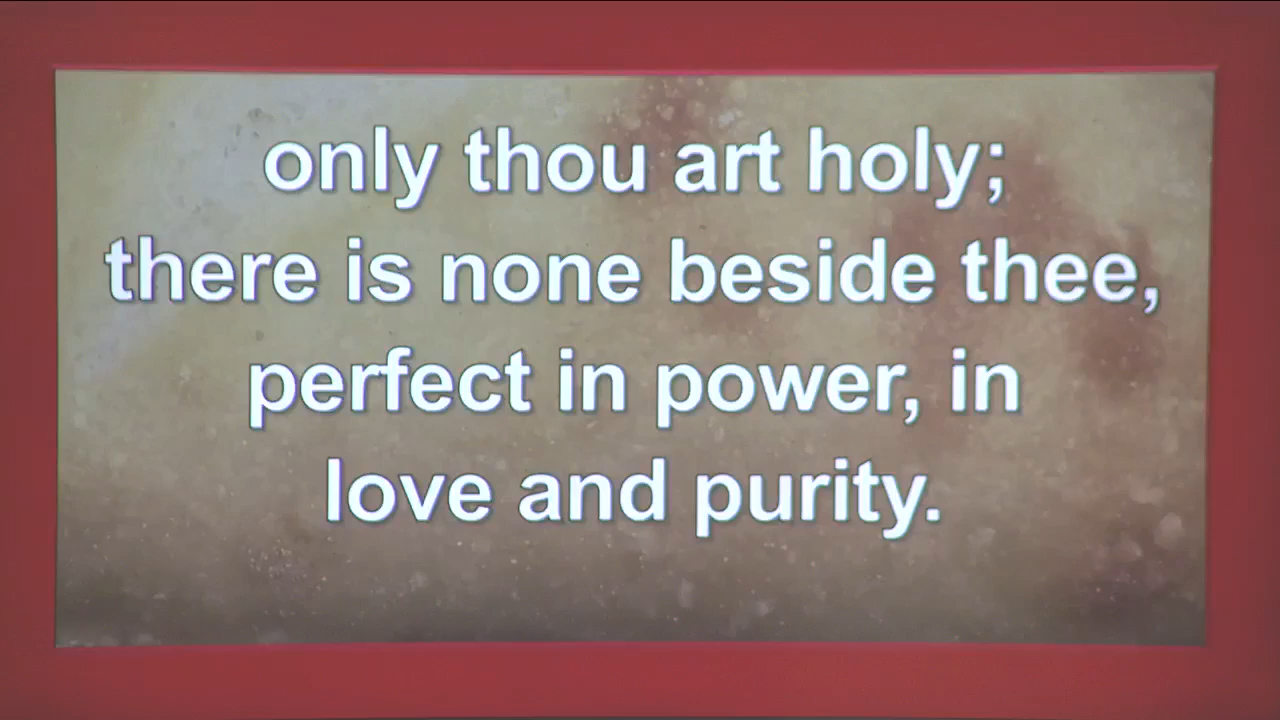 only thou art holy;
there is none beside thee,
perfect in power, in
love and purity.